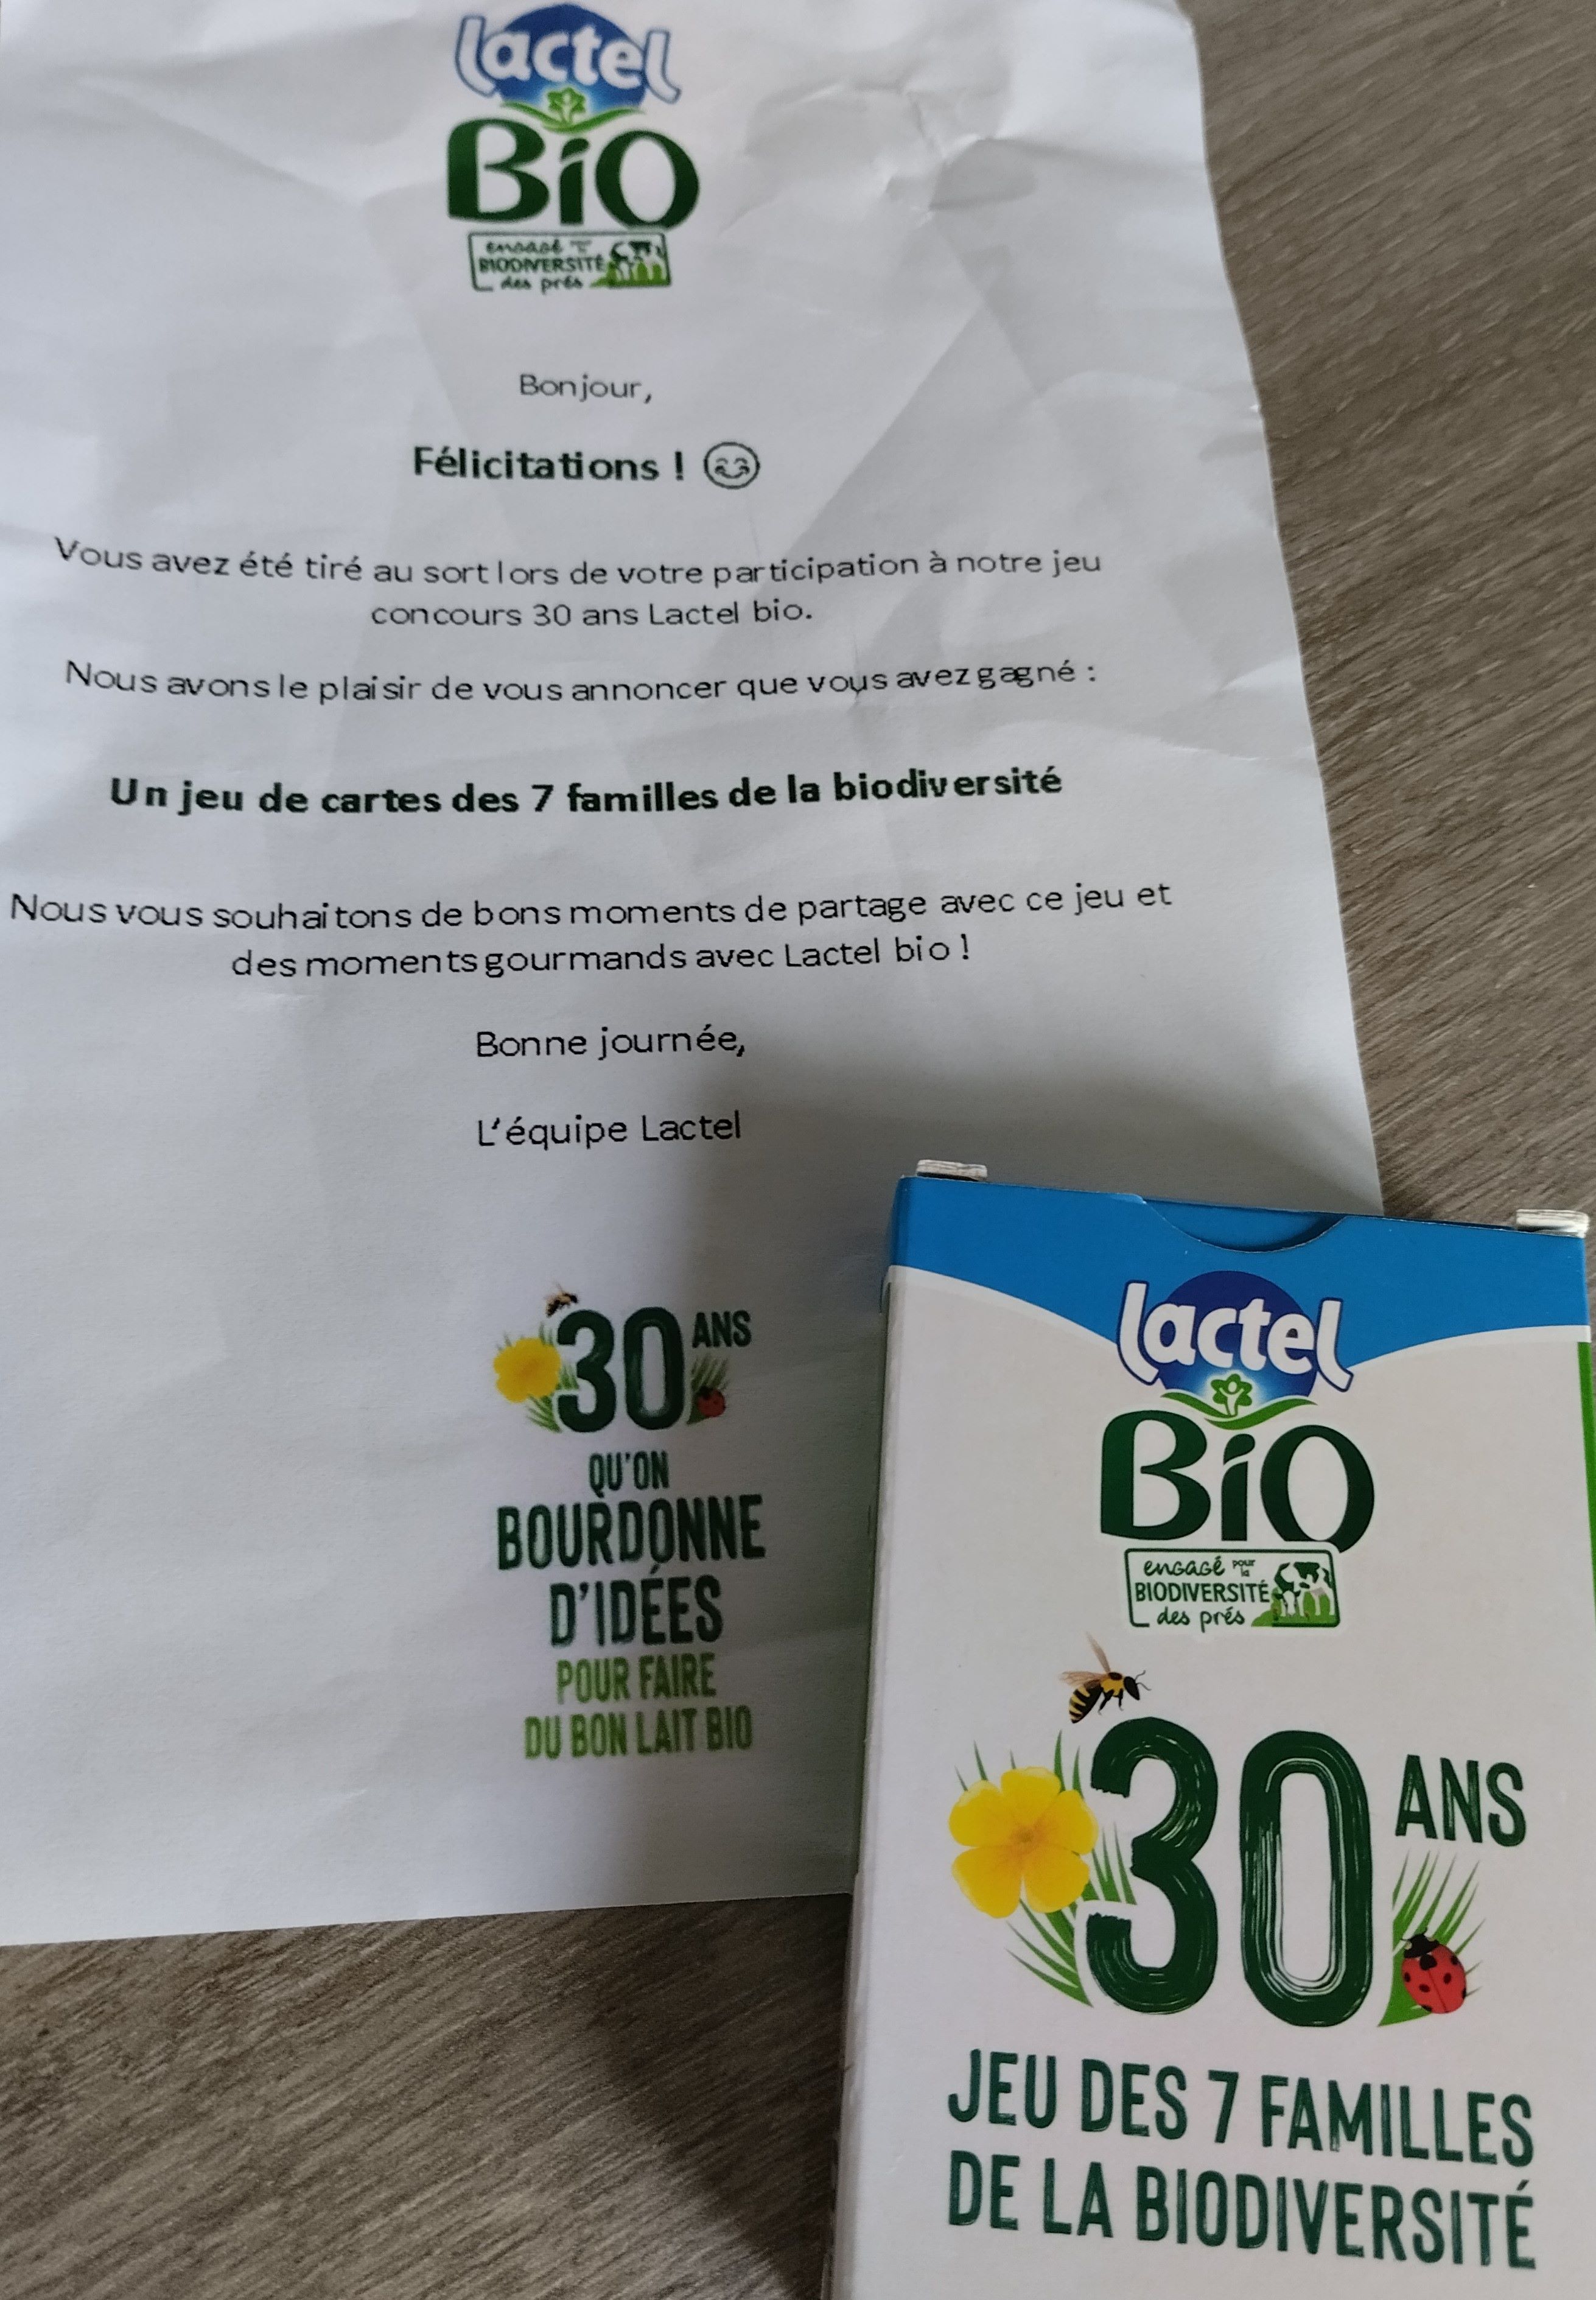 lactel
BiO
engagé
BIODIVERSITÉ
des prés
Bonjour,
Félicitations !
Vous avez été tiré au sort lors de votre participation à notre jeu
concours 30 ans Lactel bio.
Nous avons le plaisir de vous annoncer que vous avez gagné :
Un jeu de cartes des 7 familles de la biodiversité
Nous vous souhaitons de bons moments de partage avec ce jeu et
des moments gourmands avec Lactel bio !
Bonne journée,
L'équipe Lactel
30 ANS
QU'ON
BOURDONNE
D'IDÉES
POUR FAIRE
DU BON LAIT BIO
lactel
BiO
engagé pour la
BIODIVERSITÉ
des prés
30 ANS
JEU DES 7 FAMILLES
DE LA BIODIVERSITÉ